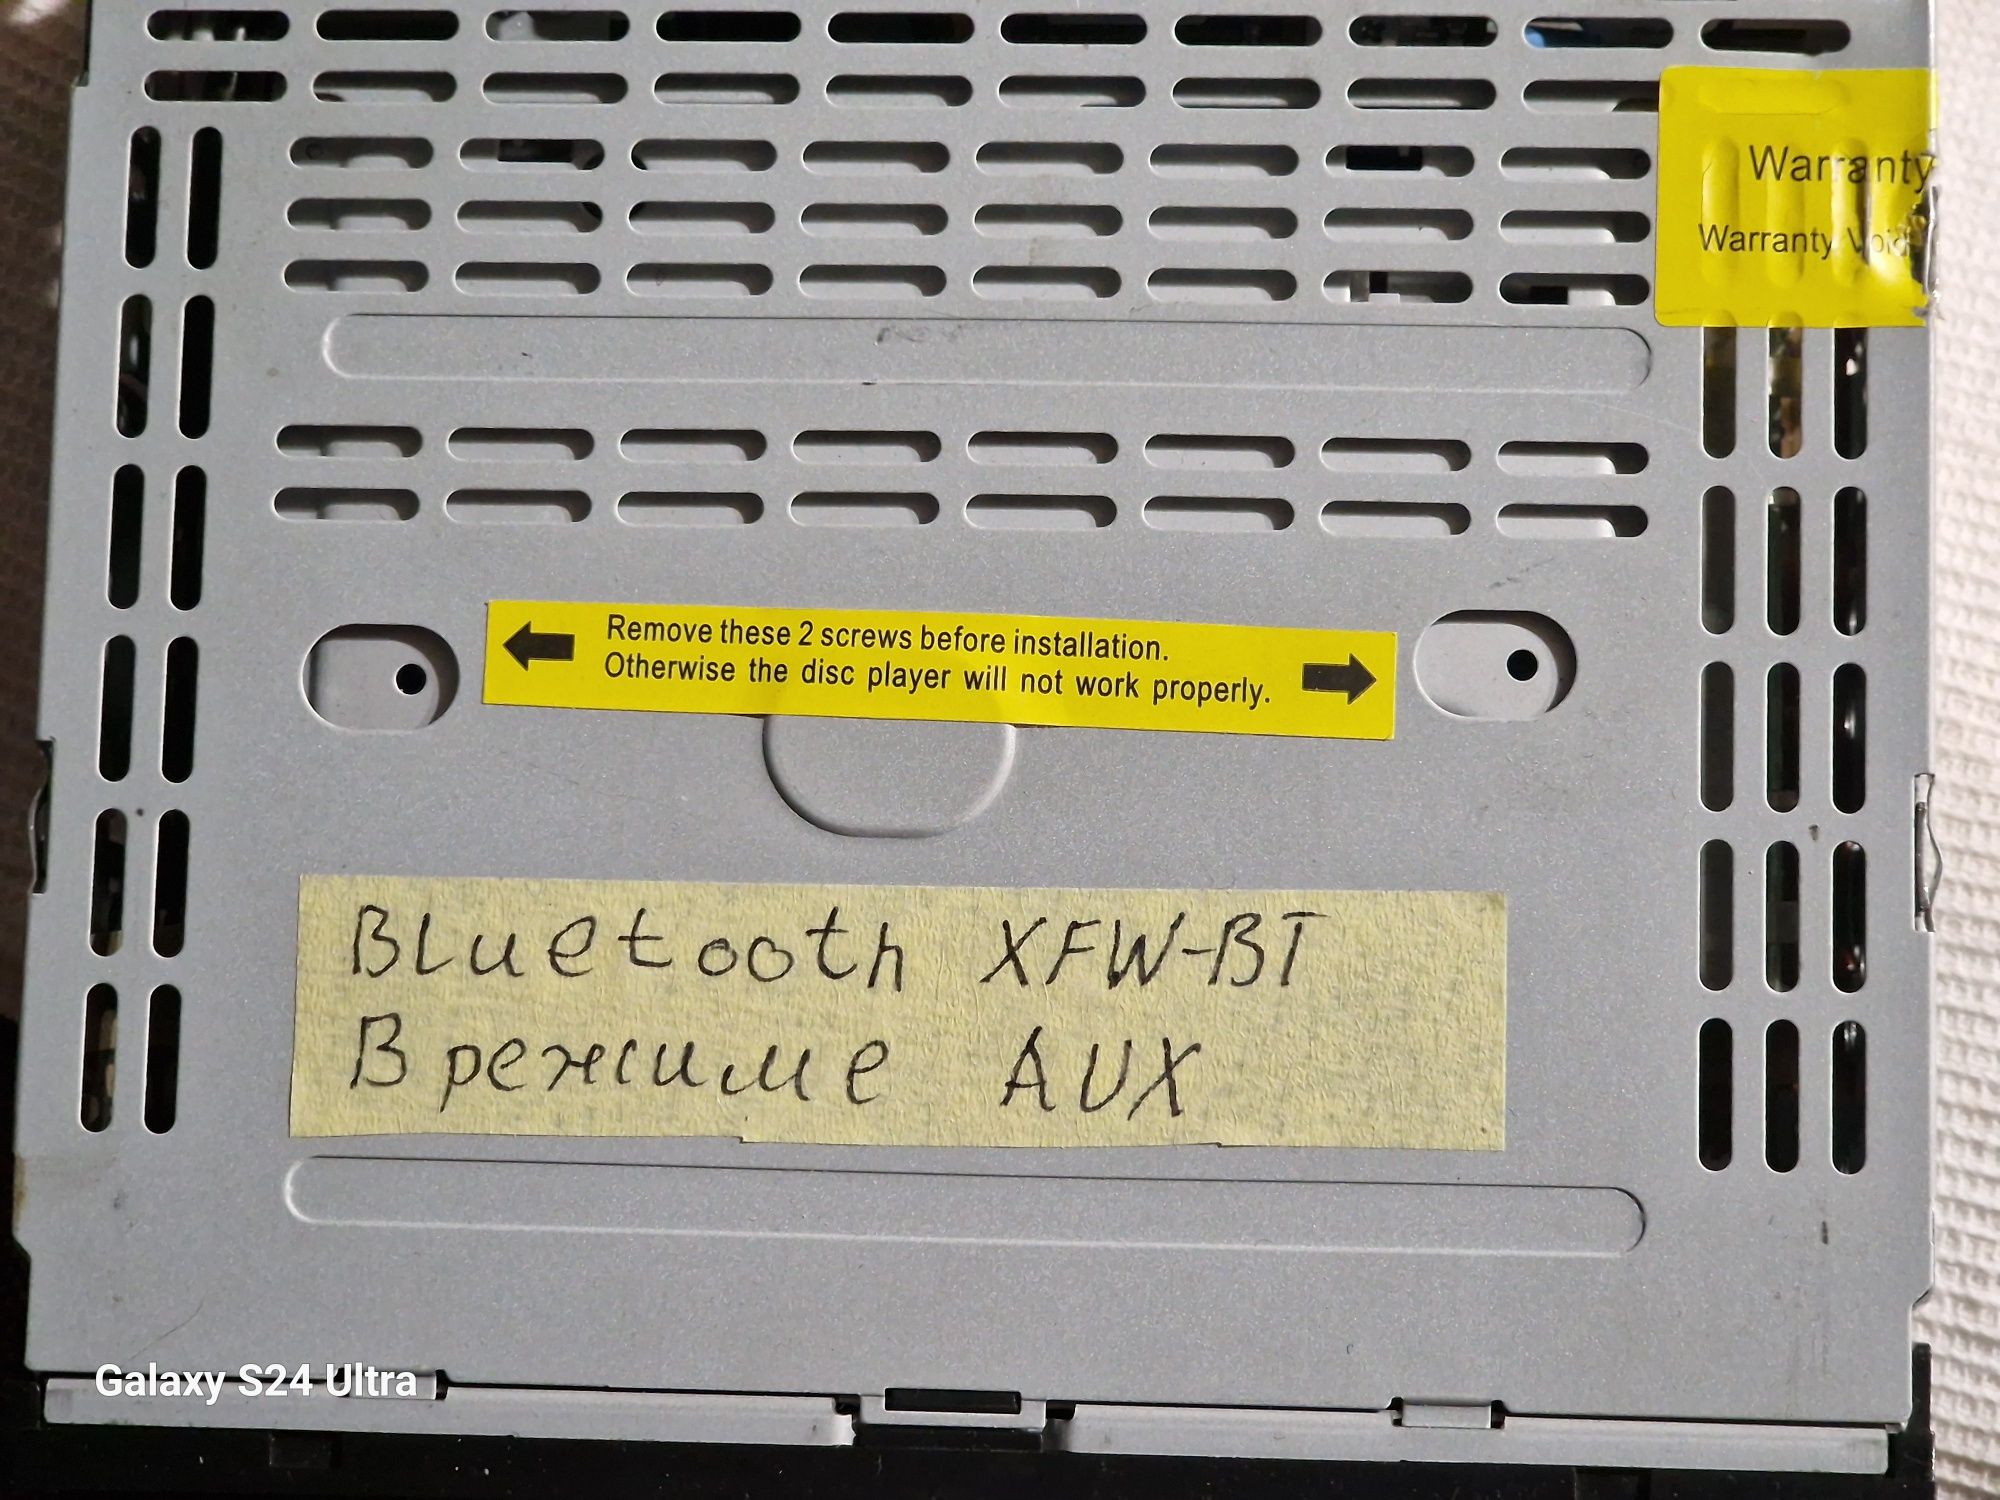 Warranty
Warranty Void
Remove these 2 screws before installation.
Otherwise the disc player will not work properly.
Bluetooth XFW-BT
В режиме AUX
Galaxy S24 Ultra